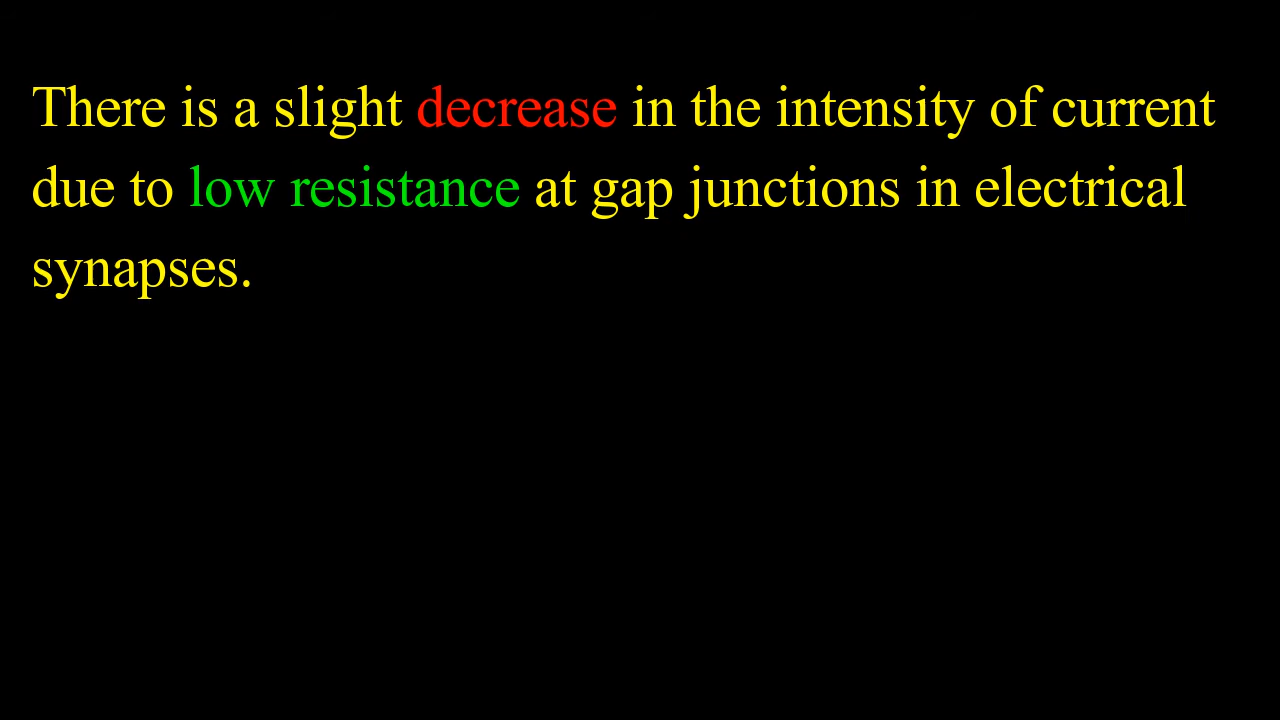 There is a slight decrease in the intensity of current
due to low resistance at gap junctions in electrical
synapses.